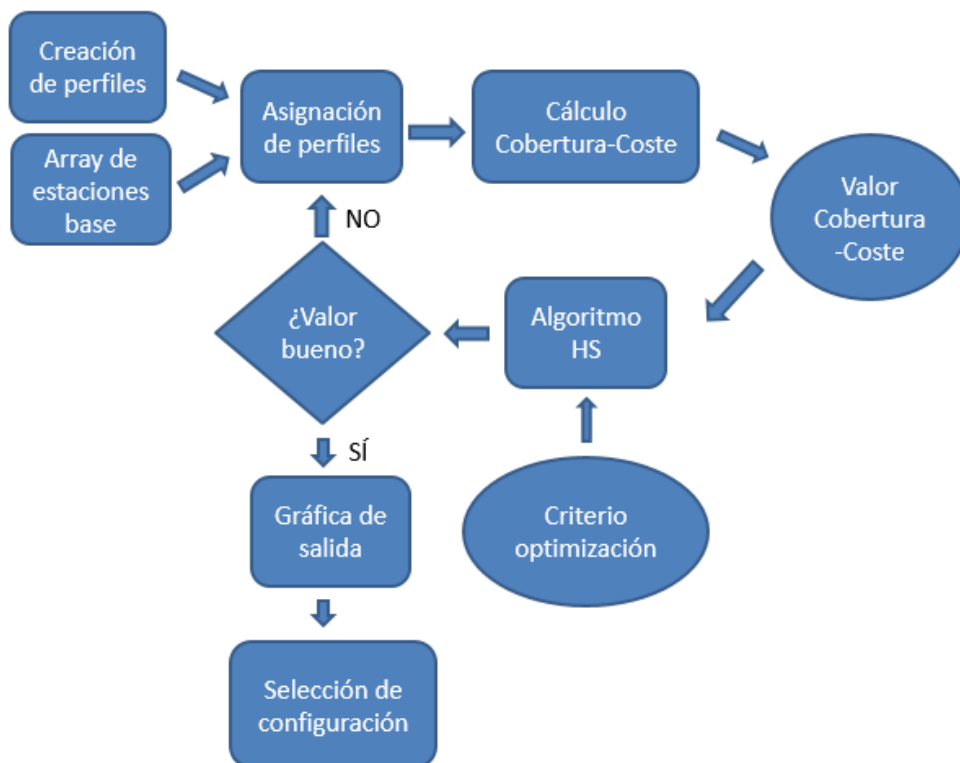 Creación
de perfiles
Array de
estaciones
base
Asignación
de perfiles
Cálculo
Cobertura-Coste
Valor
Cobertura
-Coste
Algoritmo
HS
Criterio
optimización
¿Valor
bueno?
NO
SÍ
Gráfica de
salida
Selección de
configuración